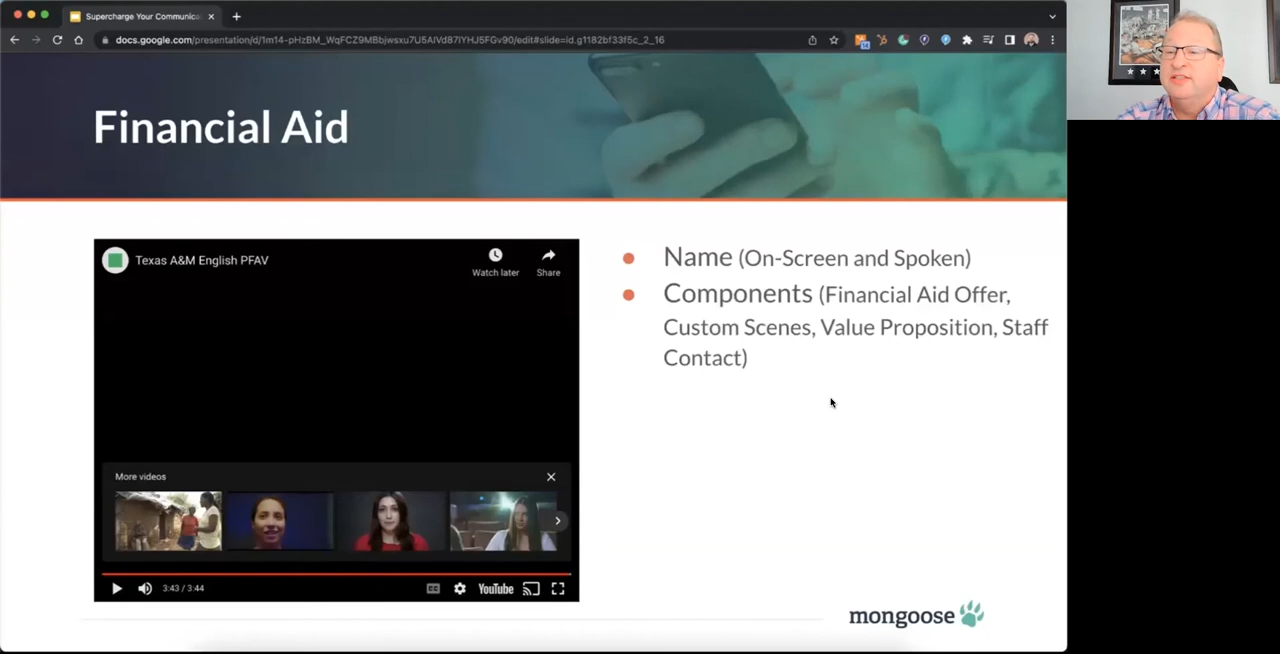 Supercharge Your Communica
docs.google.com/presentation/d/1m14-pHzBM_WqFCZ9MBbjwsxu7U5AIVd87IYHJ5FGv90/edit#slide=id.g1182bf33f5c_2_16
Financial Aid
Texas A&M English PFAV
Watch later
Share
More videos
3:43 / 3:44
CC
YouTube
• Name (On-Screen and Spoken)
• Components (Financial Aid Offer,
Custom Scenes, Value Proposition, Staff
Contact)
mongoose